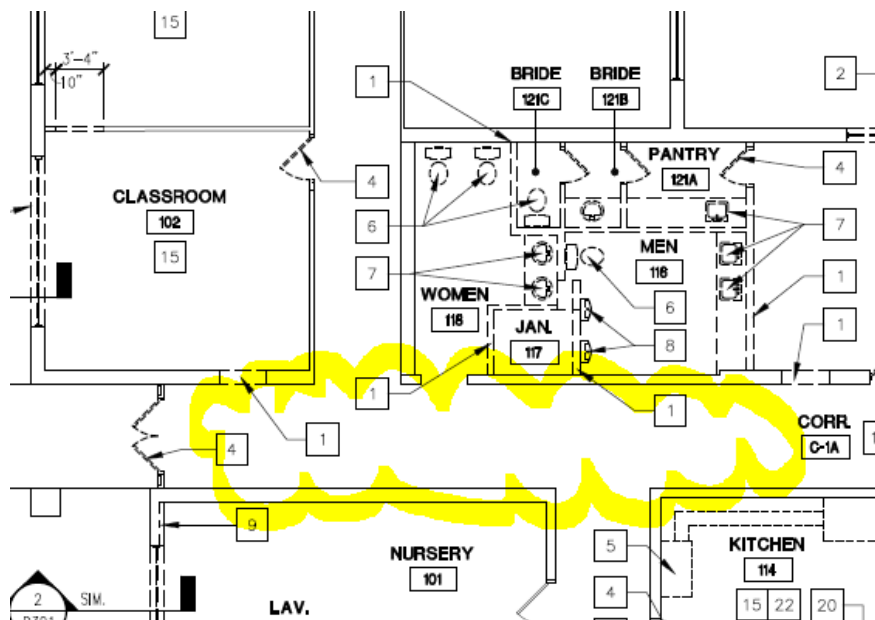 15
3'-4"
10"
1
BRIDE
121C
BRIDE
121B
2
PANTRY
121A
4
4
CLASSROOM
102
15
6
7
7
MEN
116
WOMEN
118
6
1
JAN.
117
8
1
1
1
1
4
CORR.
C-1A
9
NURSERY
101
5
KITCHEN
114
4
15 22 20
2
SIM.
LAV.